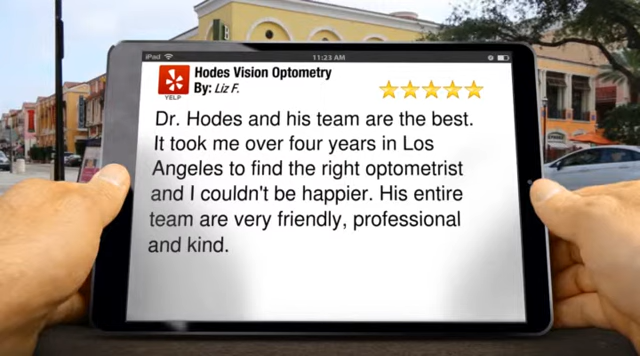 iPad
11:23 AM
Hodes Vision Optometry
By: Liz F.
YELP
Dr. Hodes and his team are the best.
It took me over four years in Los
Angeles to find the right optometrist
and I couldn't be happier. His entire
team are very friendly, professional
and kind.